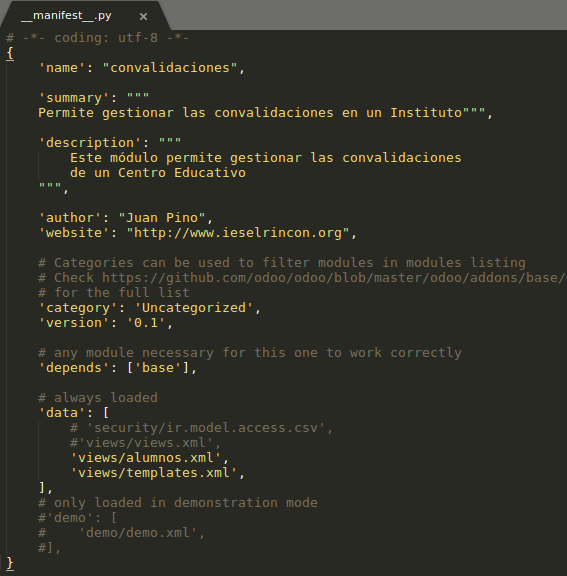 __manifest__.py ×
# -*- coding: utf-8 -*-
{
    'name': "convalidaciones",

    'summary': """
    Permite gestionar las convalidaciones en un Instituto""",

    'description': """
        Este módulo permite gestionar las convalidaciones
        de un Centro Educativo
    """,

    'author': "Juan Pino",
    'website': "http://www.ieselrincon.org",

    # Categories can be used to filter modules in modules listing
    # Check https://github.com/odoo/odoo/blob/master/odoo/addons/base/
    # for the full list
    'category': 'Uncategorized',
    'version': '0.1',

    # any module necessary for this one to work correctly
    'depends': ['base'],

    # always loaded
    'data': [
        # 'security/ir.model.access.csv',
        #'views/views.xml',
        'views/alumnos.xml',
        'views/templates.xml',
    ],
    # only loaded in demonstration mode
    #'demo': [
    #    'demo/demo.xml',
    #],
}